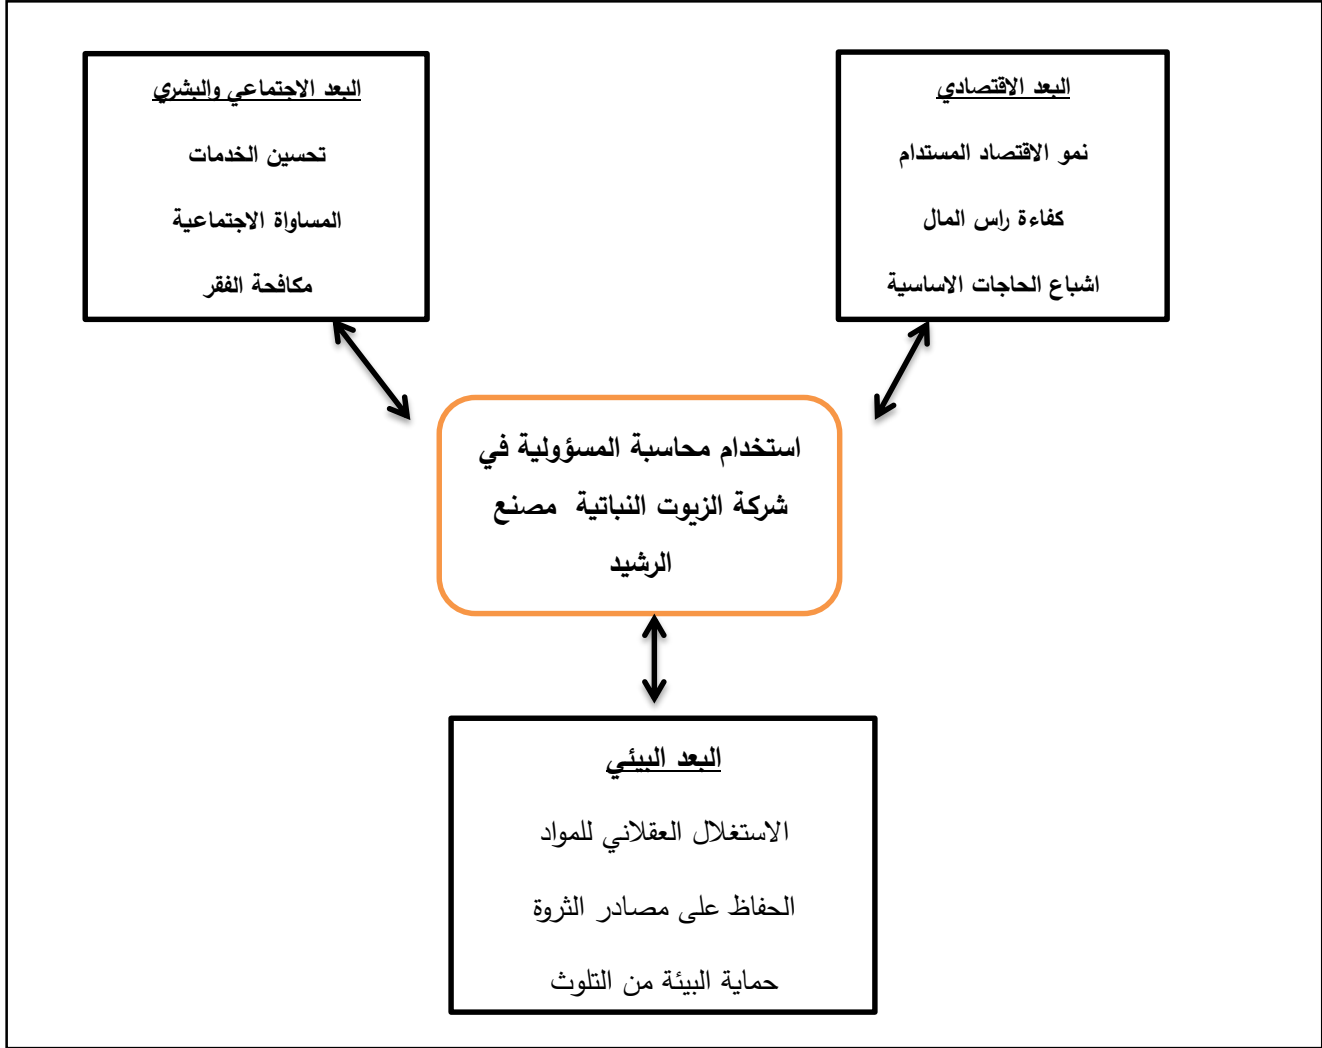 البعد الاقتصادي
نمو الاقتصاد المستدام
كفاءة راس المال
اشباع الحاجات الاساسية
البعد الاجتماعي والبشري
تحسين الخدمات
المساواة الاجتماعية
مكافحة الفقر
استخدام محاسبة المسؤولية في
شركة الزيوت النباتية مصنع
الرشيد
البعد البيئي
الاستغلال العقلاني للمواد
الحفاظ على مصادر الثروة
حماية البيئة من التلوث